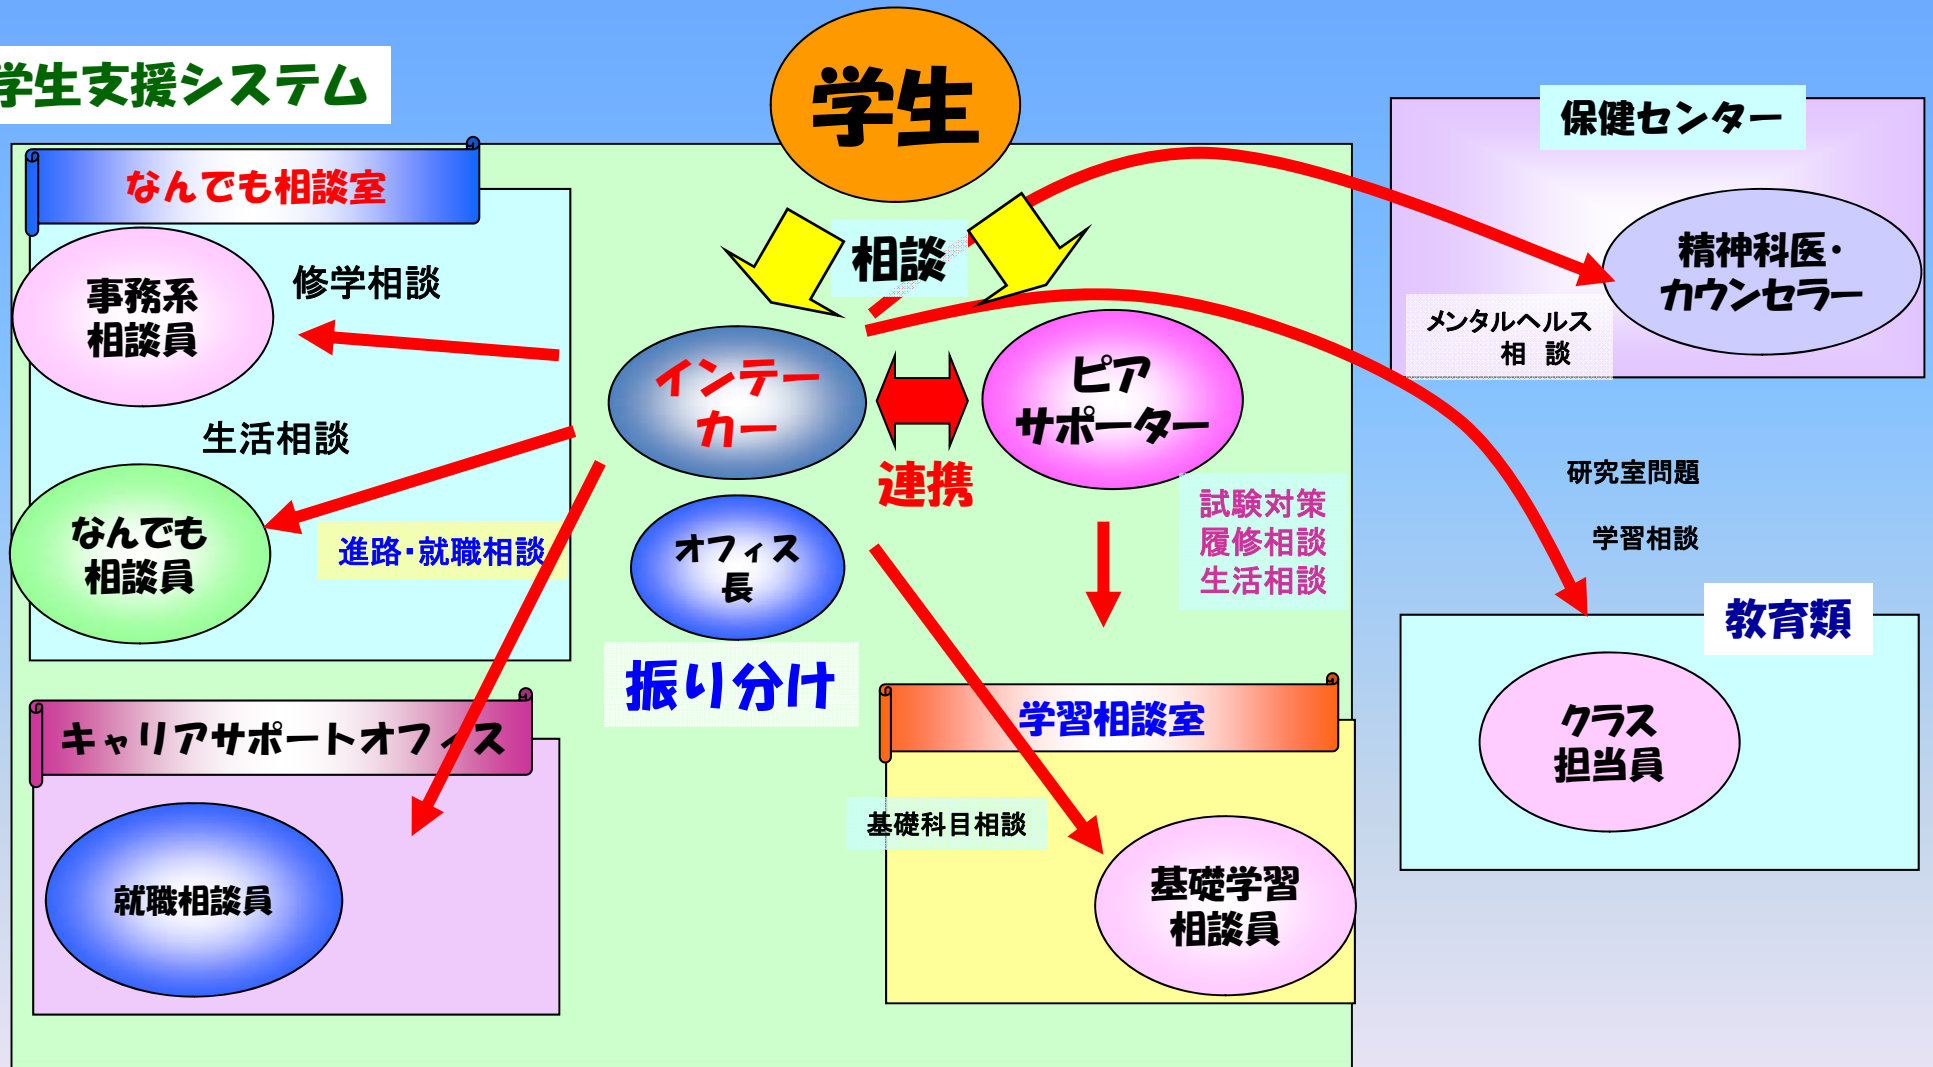 学生支援システム
学生
保健センター
なんでも相談室
相談
精神科医・
カウンセラー
事務系
相談員
修学相談
メンタルヘルス
相 談
インテー
カー
ピア
サポーター
生活相談
連携
研究室問題
学習相談
試験対策
履修相談
生活相談
なんでも
相談員
進路・就職相談
オフィス
長
教育類
振り分け
キャリアサポートオフィス
学習相談室
クラス
担当員
基礎科目相談
就職相談員
基礎学習
相談員